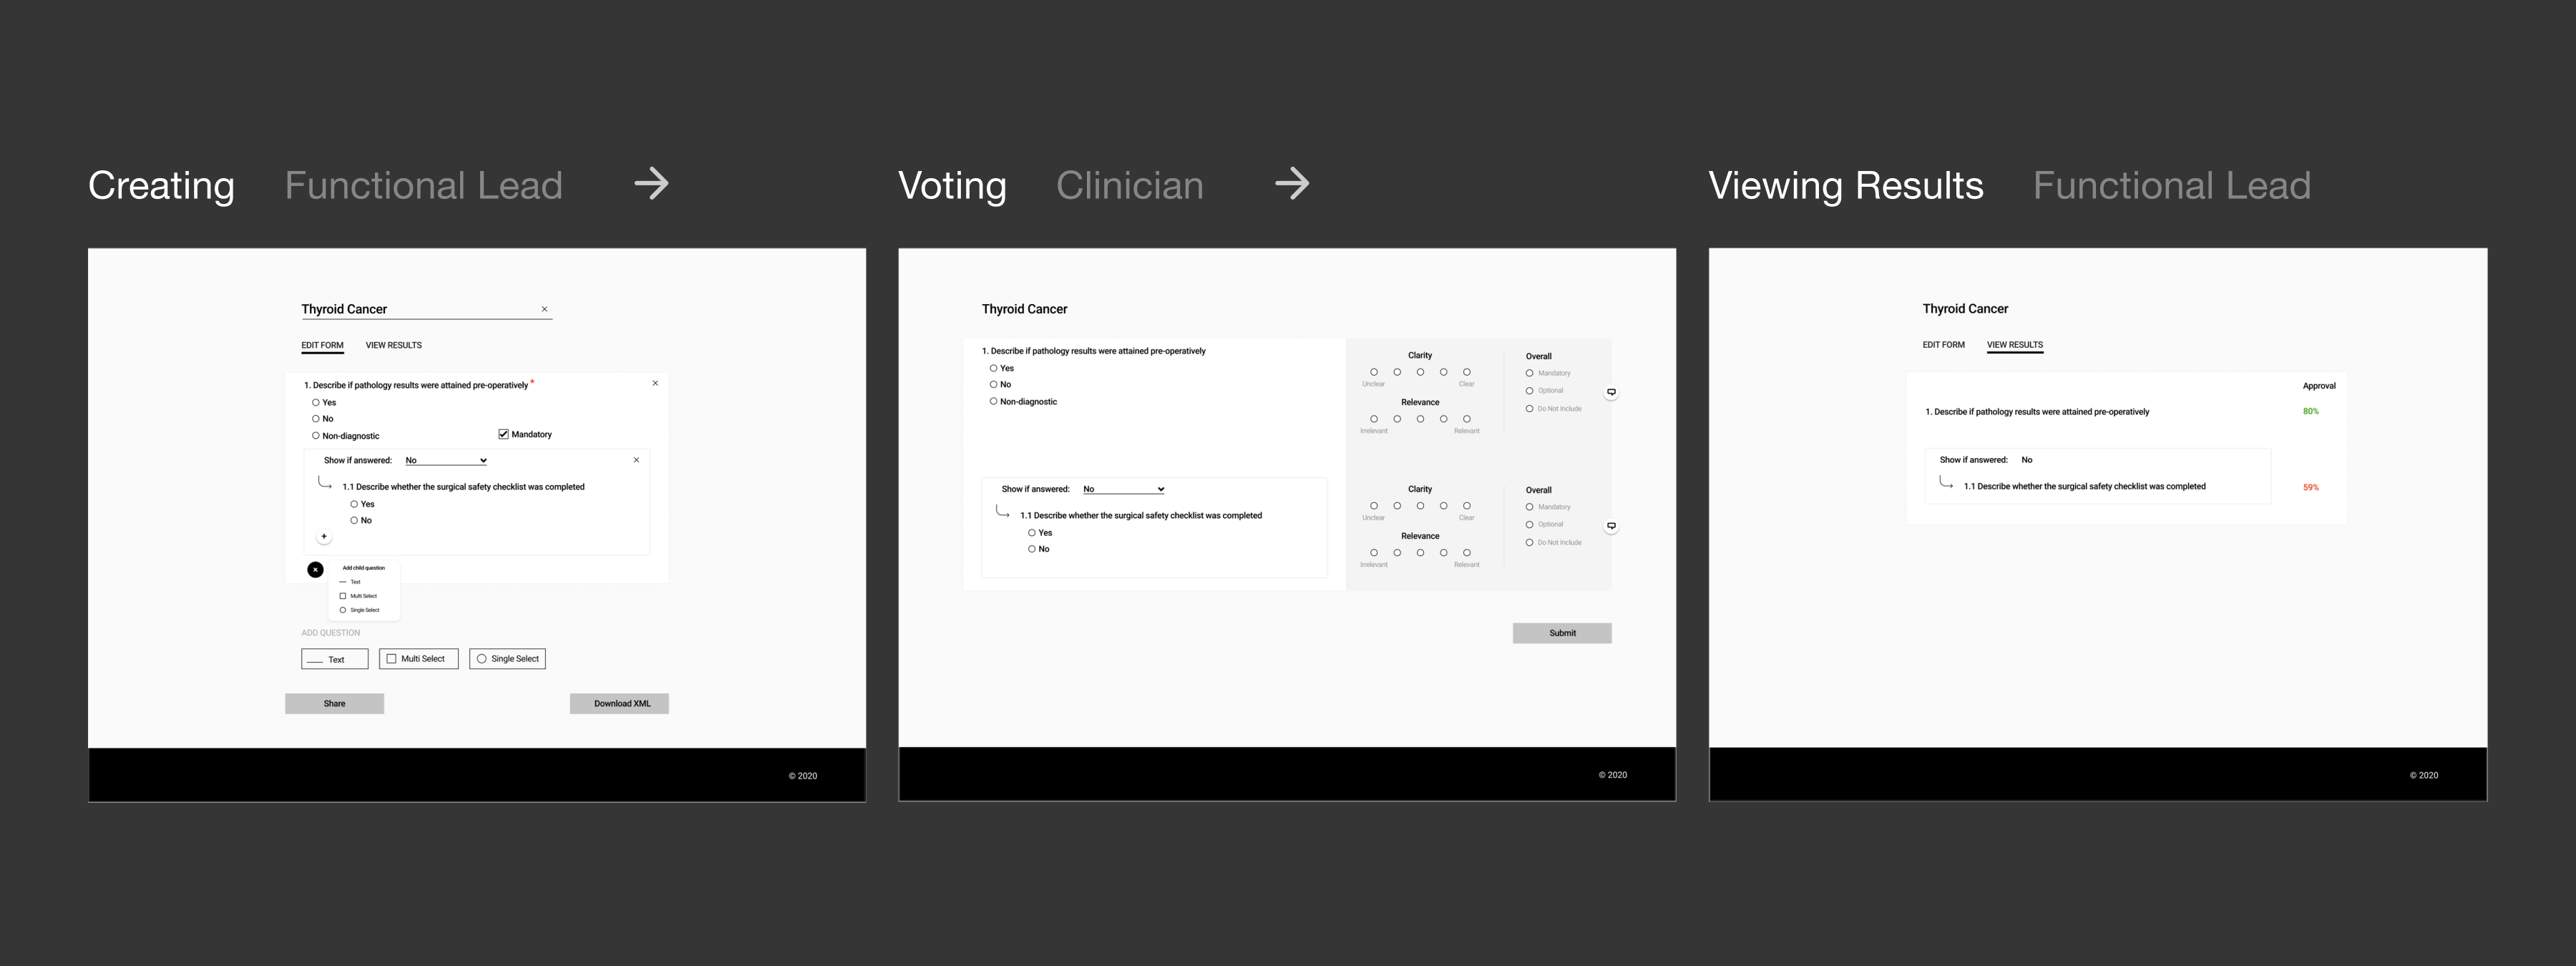 Creating Functional Lead
Thyroid Cancer
EDIT FORM VIEW RESULTS
1. Describe if pathology results were attained pre-operatively *
Yes
No
Non-diagnostic
Mandatory
Show if answered: No
1.1 Describe whether the surgical safety checklist was completed
Yes
No
Add child question
Text
Multi Select
Single Select
ADD QUESTION
Text Multi Select Single Select
Share Download XML
© 2020
Voting Clinician
Thyroid Cancer
1. Describe if pathology results were attained pre-operatively
Yes
No
Non-diagnostic
Clarity
Unclear Clear
Relevance
Irrelevant Relevant
Overall
Mandatory
Optional
Do Not Include
Show if answered: No
1.1 Describe whether the surgical safety checklist was completed
Yes
No
Clarity
Unclear Clear
Relevance
Irrelevant Relevant
Overall
Mandatory
Optional
Do Not Include
Submit
© 2020
Viewing Results Functional Lead
Thyroid Cancer
EDIT FORM VIEW RESULTS
Approval
1. Describe if pathology results were attained pre-operatively 80%
Show if answered: No
1.1 Describe whether the surgical safety checklist was completed 59%
© 2020